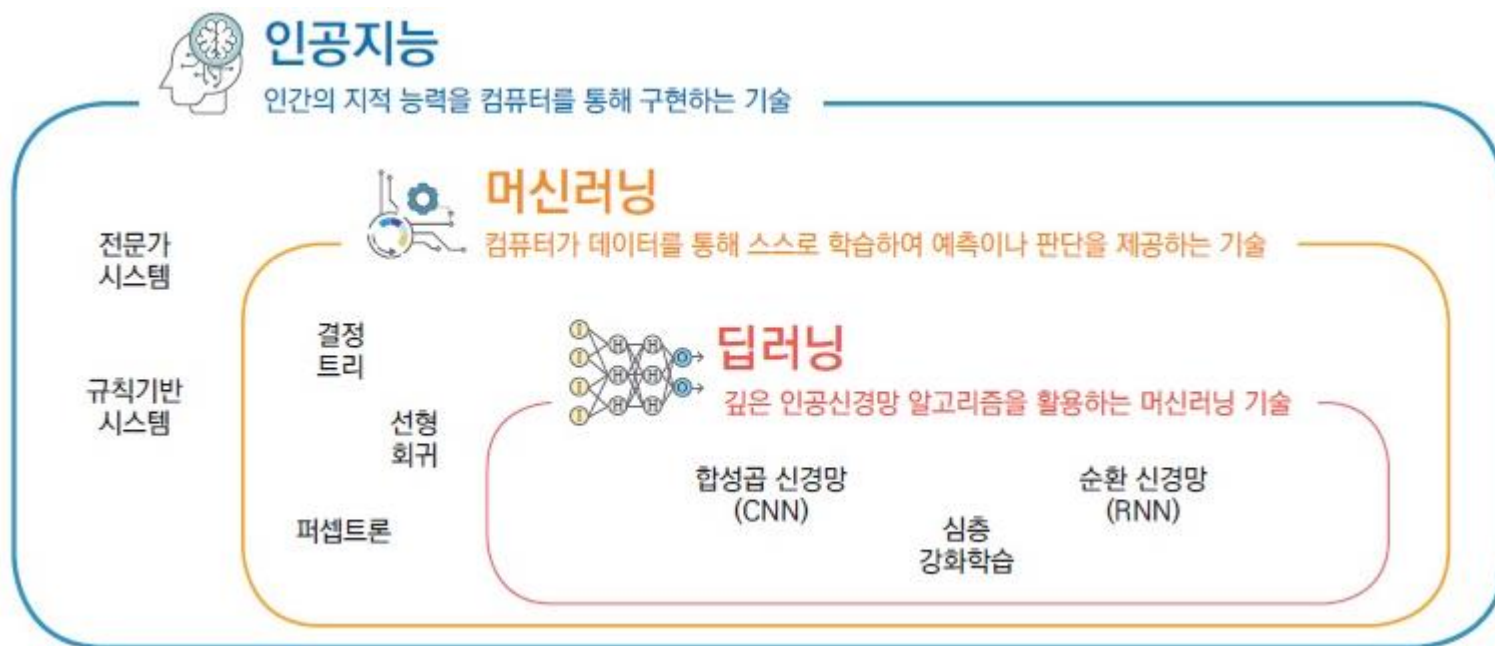 인공지능
인간의 지적 능력을 컴퓨터를 통해 구현하는 기술
머신러닝
컴퓨터가 데이터를 통해 스스로 학습하여 예측이나 판단을 제공하는 기술
전문가
시스템
규칙기반
시스템
결정
트리
선형
회귀
퍼셉트론
I
I
I
I
H
H
H
H
H
H
O
O
딥러닝
깊은 인공신경망 알고리즘을 활용하는 머신러닝 기술
합성곱 신경망
(CNN)
심층
강화학습
순환 신경망
(RNN)